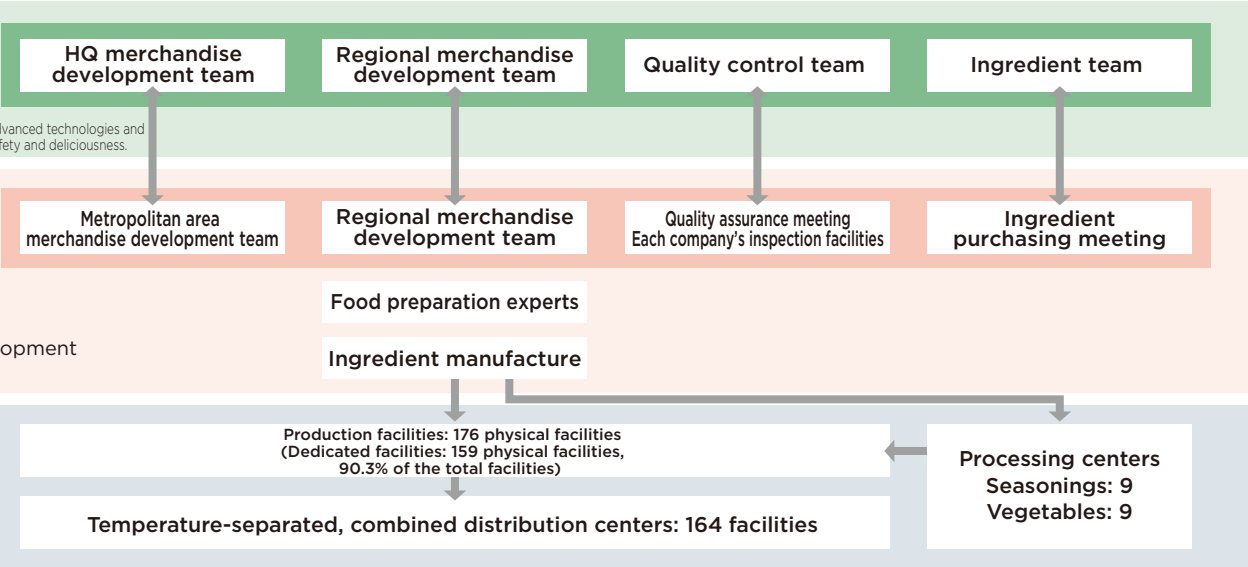 HQ merchandise
development team
Regional merchandise
development team
Quality control team
Ingredient team
technologies and
and deliciousness.
Metropolitan area
merchandise development team
Regional merchandise
development team
Quality assurance meeting
Each company's inspection facilities
Ingredient
purchasing meeting
Food preparation experts
Ingredient manufacture
Production facilities: 176 physical facilities
(Dedicated facilities: 159 physical facilities,
90.3% of the total facilities)
Processing centers
Seasonings: 9
Vegetables: 9
Temperature-separated, combined distribution centers: 164 facilities